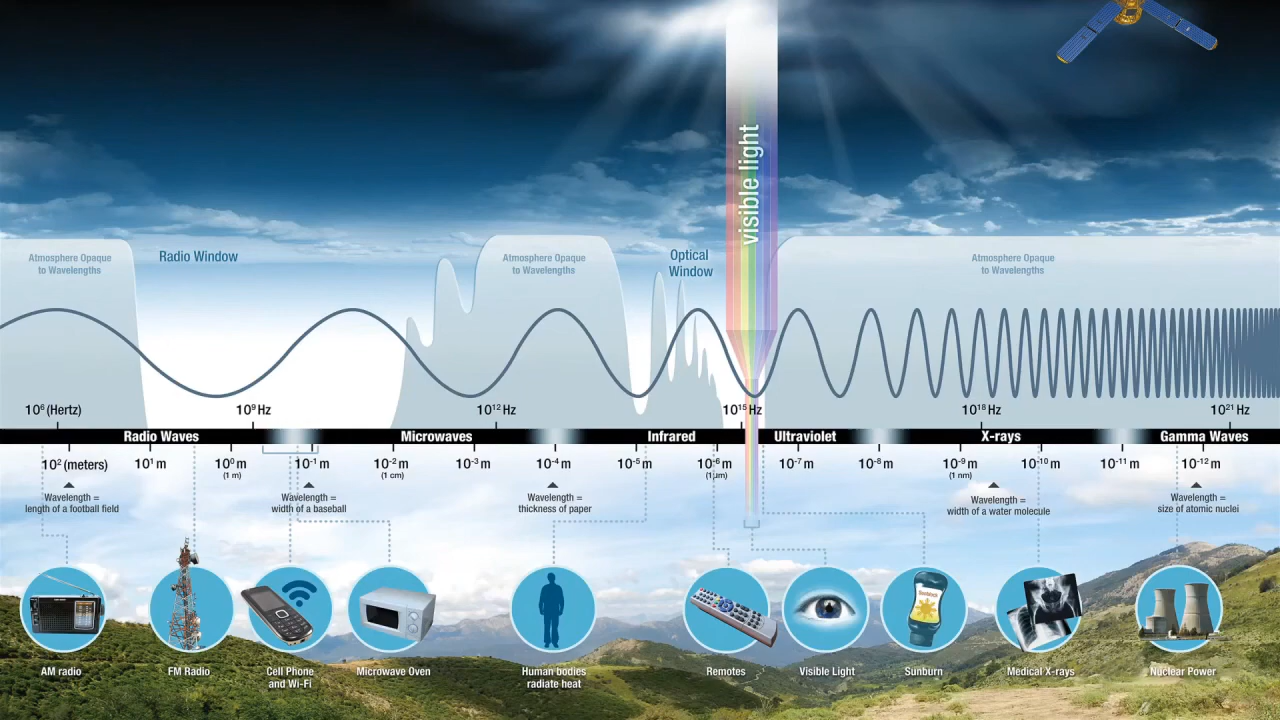 visible light
Atmosphere Opaque
to Wavelengths
Radio Window
Atmosphere Opaque
to Wavelengths
Optical
Window
Atmosphere Opaque
to Wavelengths
10⁶ (Hertz)
10⁹ Hz
10¹² Hz
10¹⁵ Hz
10¹⁸ Hz
10²¹ Hz
Radio Waves
Microwaves
Infrared
Ultraviolet
X-rays
Gamma Waves
10² (meters)
10¹ m
10⁰ m
(1 m)
10⁻¹ m
10⁻² m
(1 cm)
10⁻³ m
10⁻⁴ m
10⁻⁵ m
10⁻⁶ m
(1 µm)
10⁻⁷ m
10⁻⁸ m
10⁻⁹ m
(1 nm)
10⁻¹⁰ m
10⁻¹¹ m
10⁻¹² m
Wavelength =
length of a football field
Wavelength =
width of a baseball
Wavelength =
thickness of paper
Wavelength =
width of a water molecule
Wavelength =
size of atomic nuclei
AM radio
FM Radio
Cell Phone
and Wi-Fi
Microwave Oven
Human bodies
radiate heat
Remotes
Visible Light
Sunburn
Medical X-rays
Nuclear Power